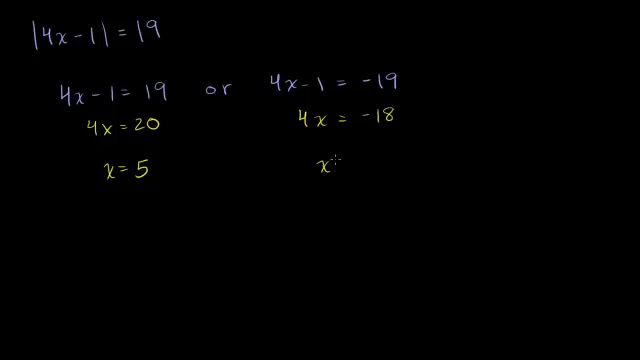 |4x-1| = 19
4x-1 = 19 or 4x-1 = -19
4x = 20 4x = -18
x = 5 x